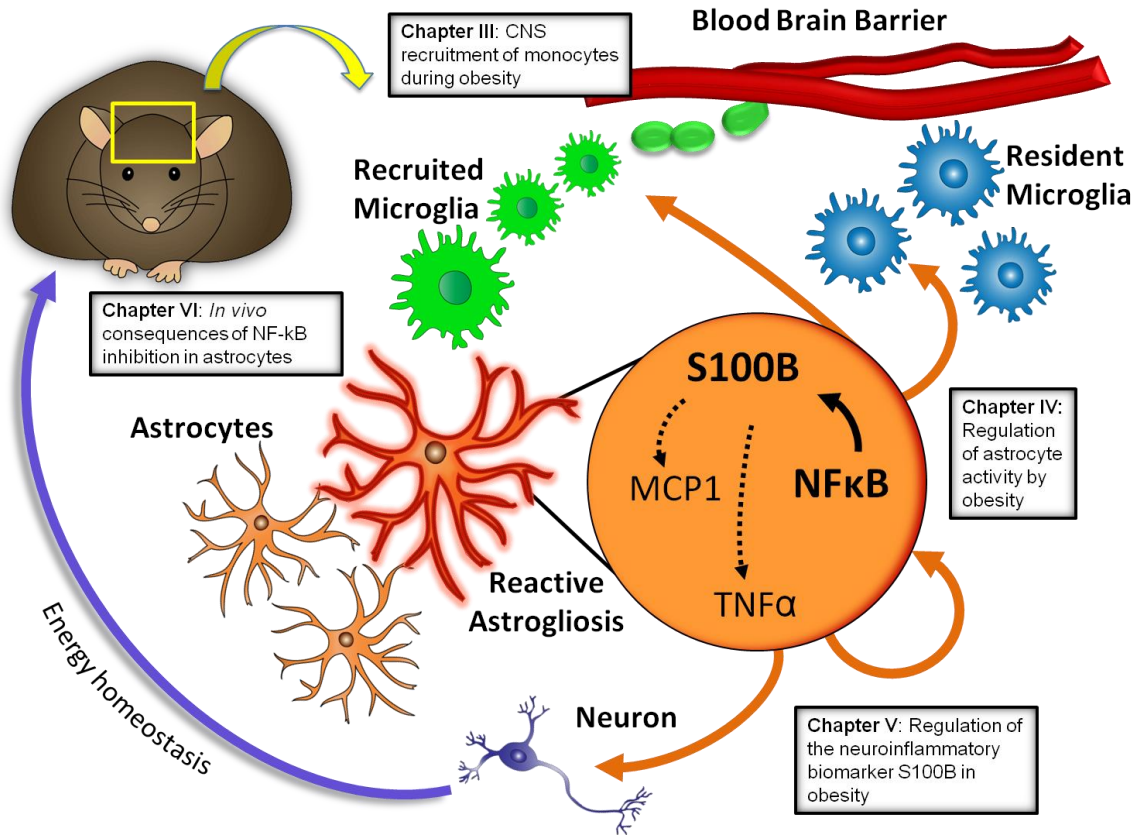 Blood Brain Barrier
Chapter III: CNS
recruitment of monocytes
during obesity
Recruited
Microglia
Resident
Microglia
Chapter VI: In vivo
consequences of NF-kB
inhibition in astrocytes
S100B
MCP1
NFκB
TNFα
Chapter IV:
Regulation
of astrocyte
activity by
obesity
Astrocytes
Reactive
Astrogliosis
Energy homeostasis
Neuron
Chapter V: Regulation of
the neuroinflammatory
biomarker S100B in
obesity